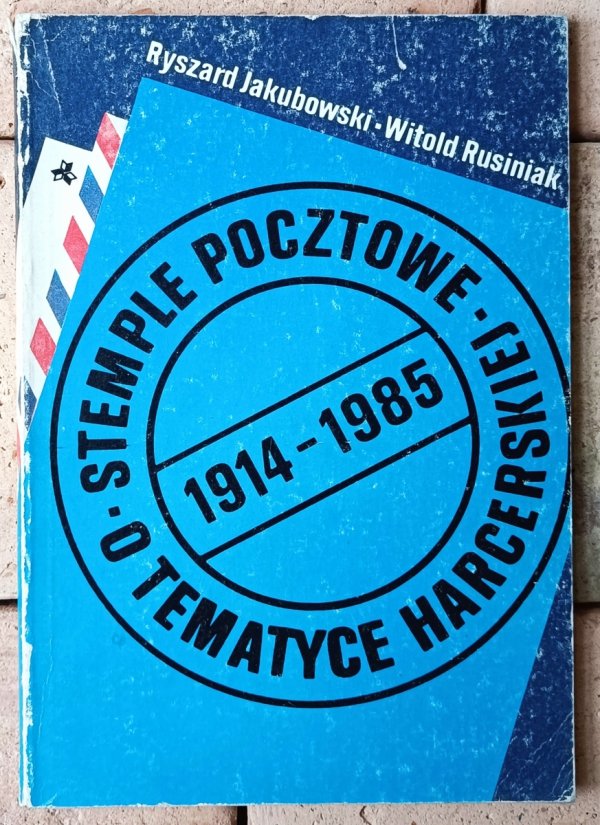 Ryszard Jakubowski · Witold Rusiniak
STEMPLE POCZTOWE ·
O TEMATYCE HARCERSKIEJ ·
1914-1985